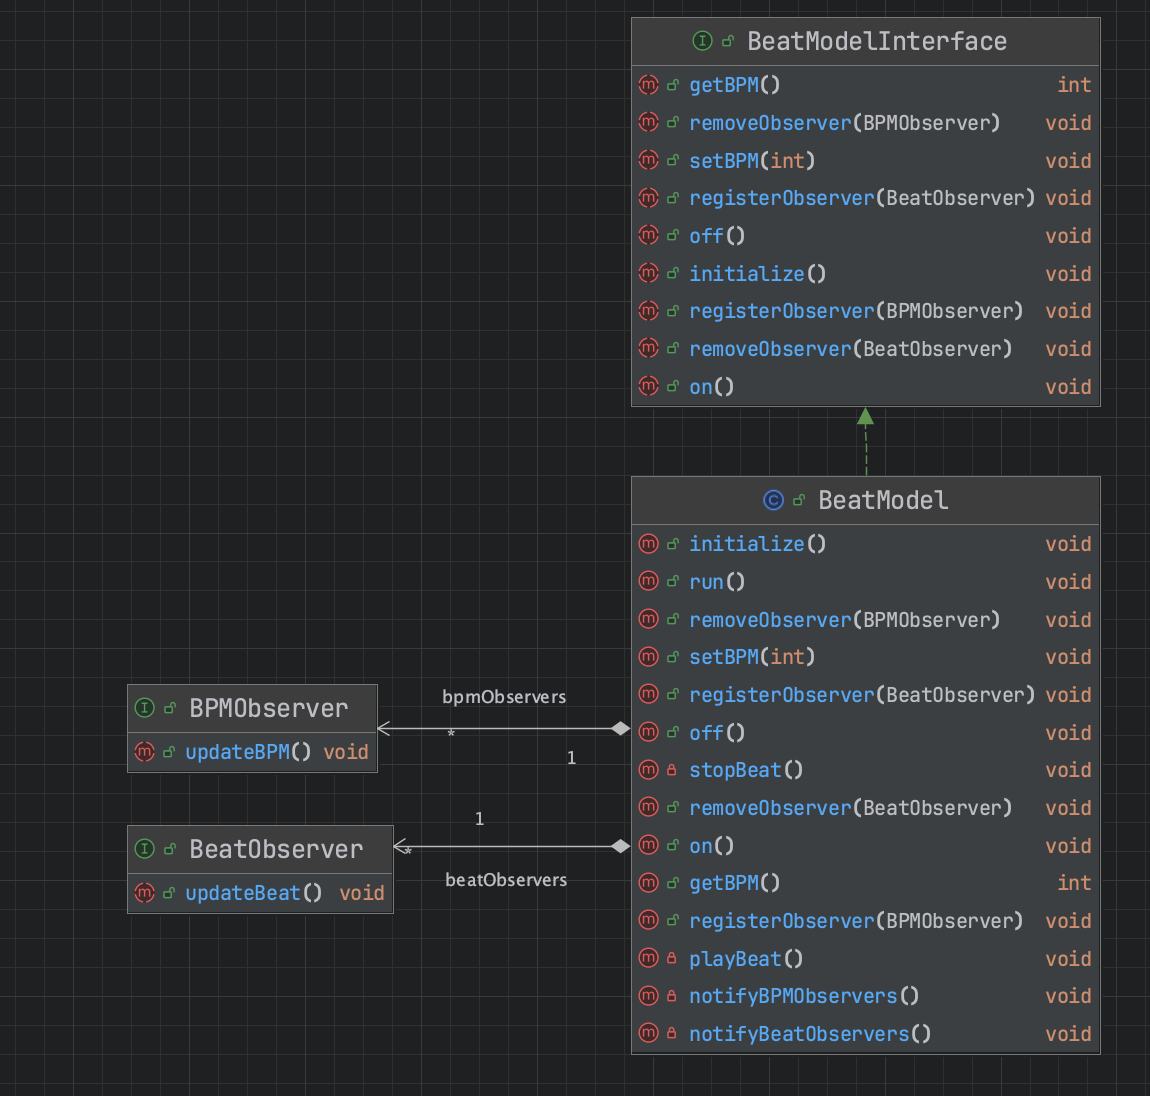 BeatModelInterface
getBPM() int
removeObserver(BPMObserver) void
setBPM(int) void
registerObserver(BeatObserver) void
off() void
initialize() void
registerObserver(BPMObserver) void
removeObserver(BeatObserver) void
on() void
BeatModel
initialize() void
run() void
removeObserver(BPMObserver) void
setBPM(int) void
registerObserver(BeatObserver) void
off() void
stopBeat() void
removeObserver(BeatObserver) void
on() void
getBPM() int
registerObserver(BPMObserver) void
playBeat() void
notifyBPMObservers() void
notifyBeatObservers() void
BPMObserver
updateBPM() void
bpmObservers
*
1
BeatObserver
updateBeat() void
1
*
beatObservers